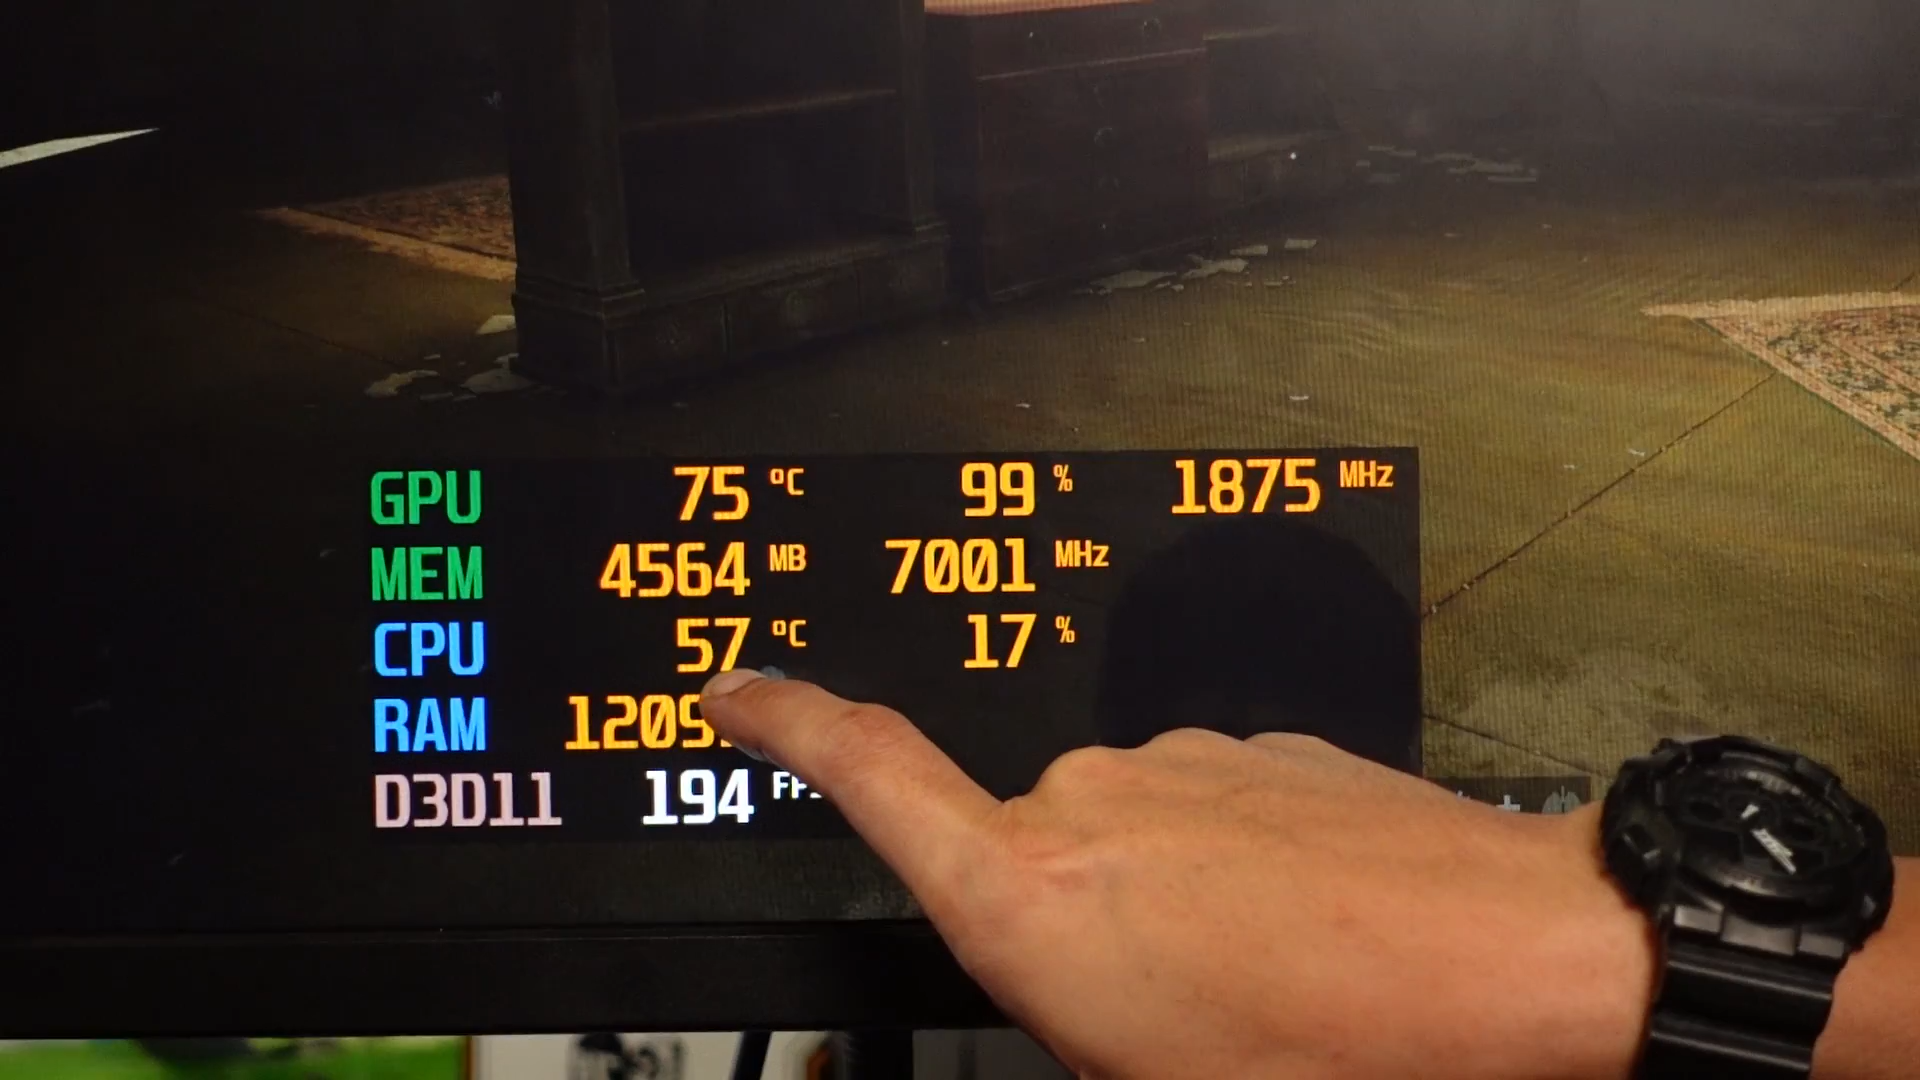 GPU 75 °C 99 % 1875 MHz
MEM 4564 MB 7001 MHz
CPU 57 °C 17 %
RAM
D3D11 194